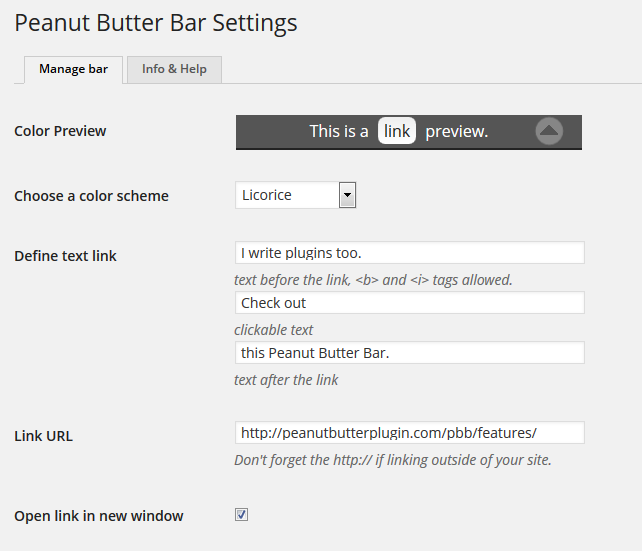 Peanut Butter Bar Settings
Manage bar Info & Help
Color Preview This is a link preview.
Choose a color scheme Licorice
Define text link I write plugins too.
text before the link, <b> and <i> tags allowed.
Check out
clickable text
this Peanut Butter Bar.
text after the link
Link URL http://peanutbutterplugin.com/pbb/features/
Don't forget the http:// if linking outside of your site.
Open link in new window